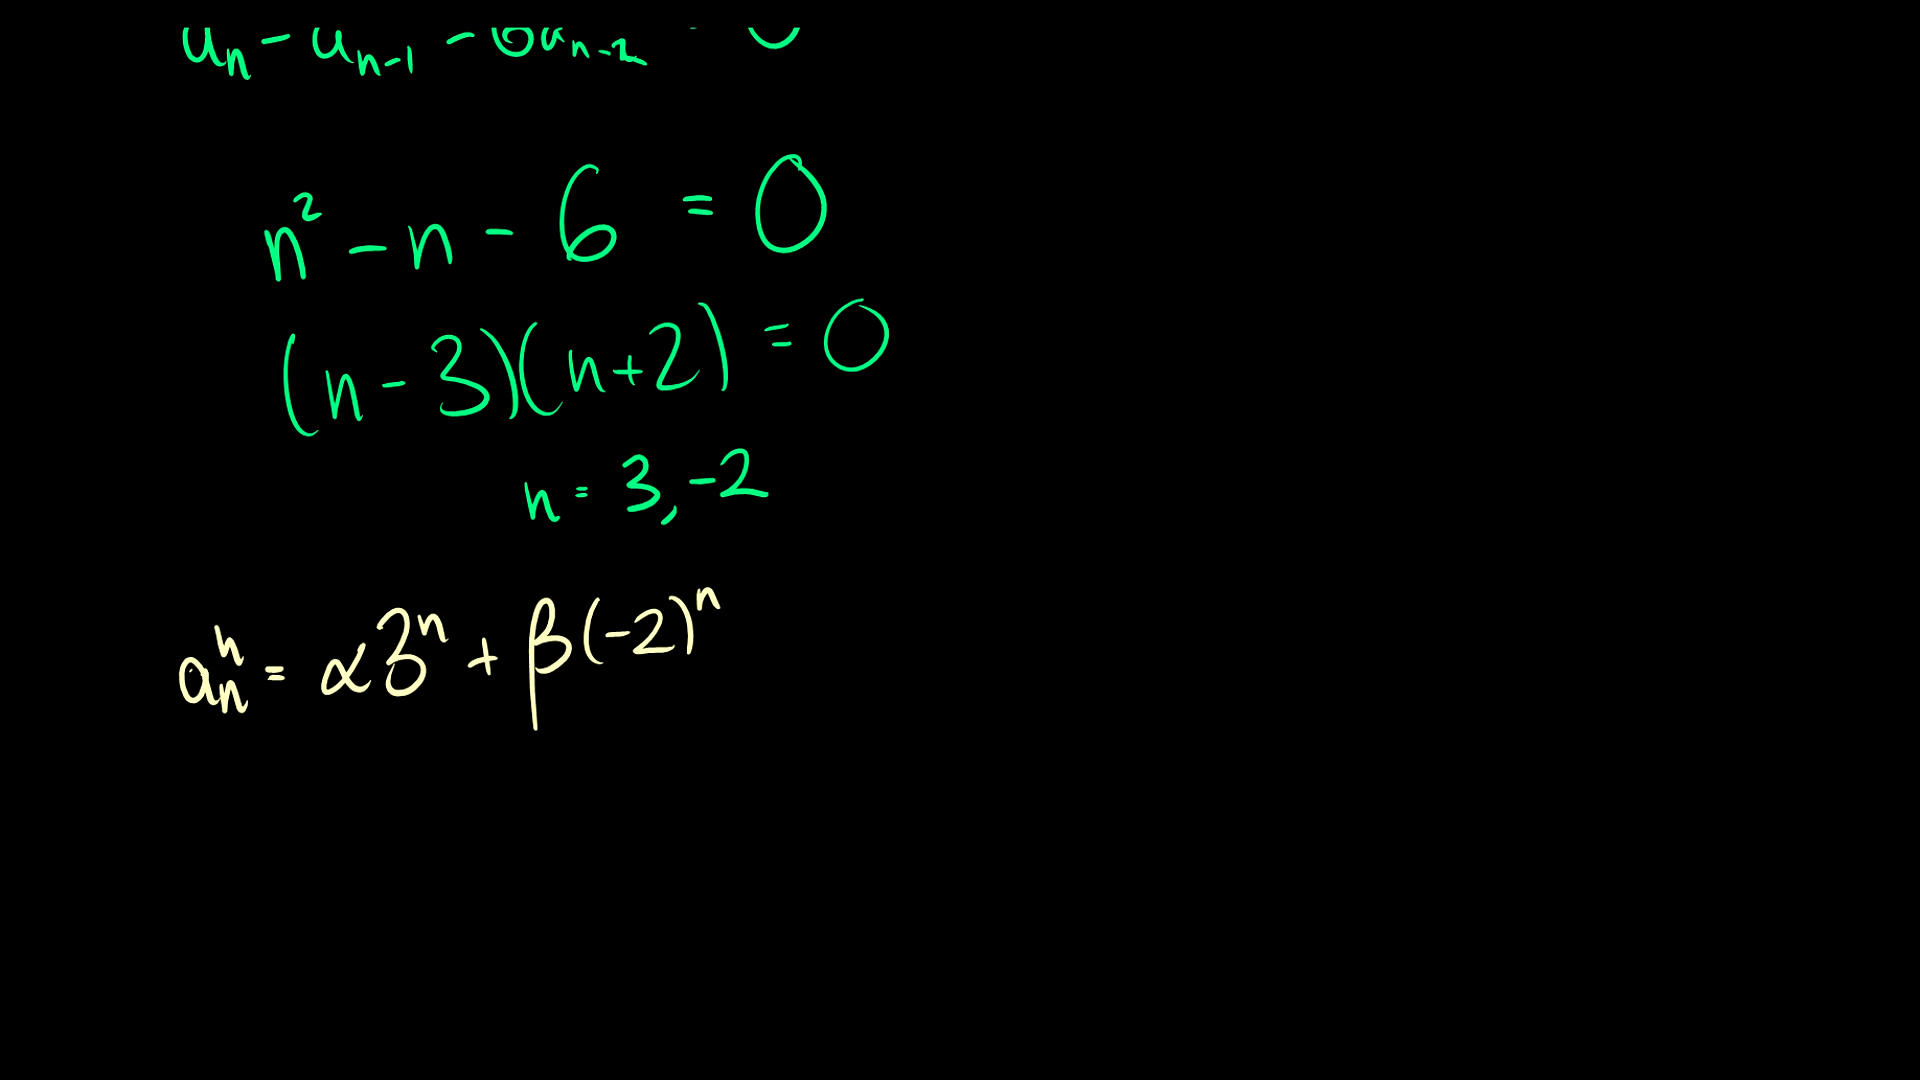 aₙ - aₙ₋₁ - 6aₙ₋₂ = 0
n² - n - 6 = 0
(n - 3)(n + 2) = 0
n = 3, -2
aₙʰ = α3ⁿ + β(-2)ⁿ